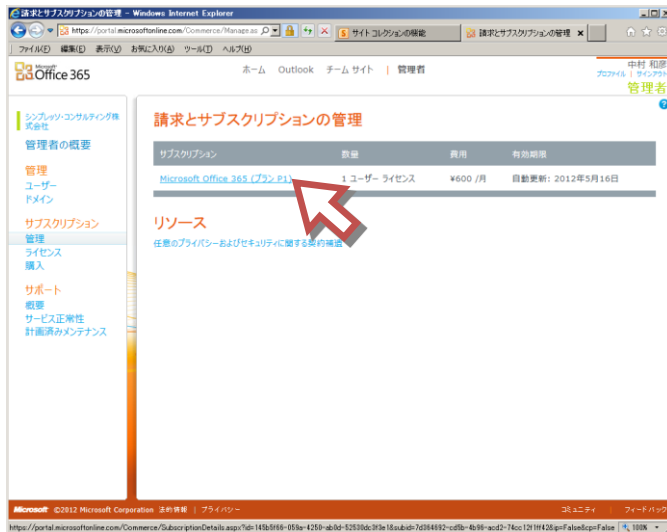 請求とサブスクリプションの管理 - Windows Internet Explorer
https://portal.microsoftonline.com/Commerce/Manage.as
サイト コレクションの機能
請求とサブスクリプションの管理
ファイル(F) 編集(E) 表示(V) お気に入り(A) ツール(T) ヘルプ(H)
Microsoft
Office 365
ホーム Outlook チーム サイト | 管理者
中村 和彦
プロファイル | サインアウト
管理者
シンプレッソ・コンサルティング株
式会社
管理者の概要
管理
ユーザー
ドメイン
サブスクリプション
管理
ライセンス
購入
サポート
概要
サービス正常性
計画済みメンテナンス
請求とサブスクリプションの管理
サブスクリプション 数量 費用 有効期限
Microsoft Office 365 (プラン P1) 1 ユーザー ライセンス ¥600 /月 自動更新: 2012年5月16日
リソース
任意のプライバシーおよびセキュリティに関する契約補遺
Microsoft ©2012 Microsoft Corporation 法的情報 | プライバシー
コミュニティ | フィードバック
100%